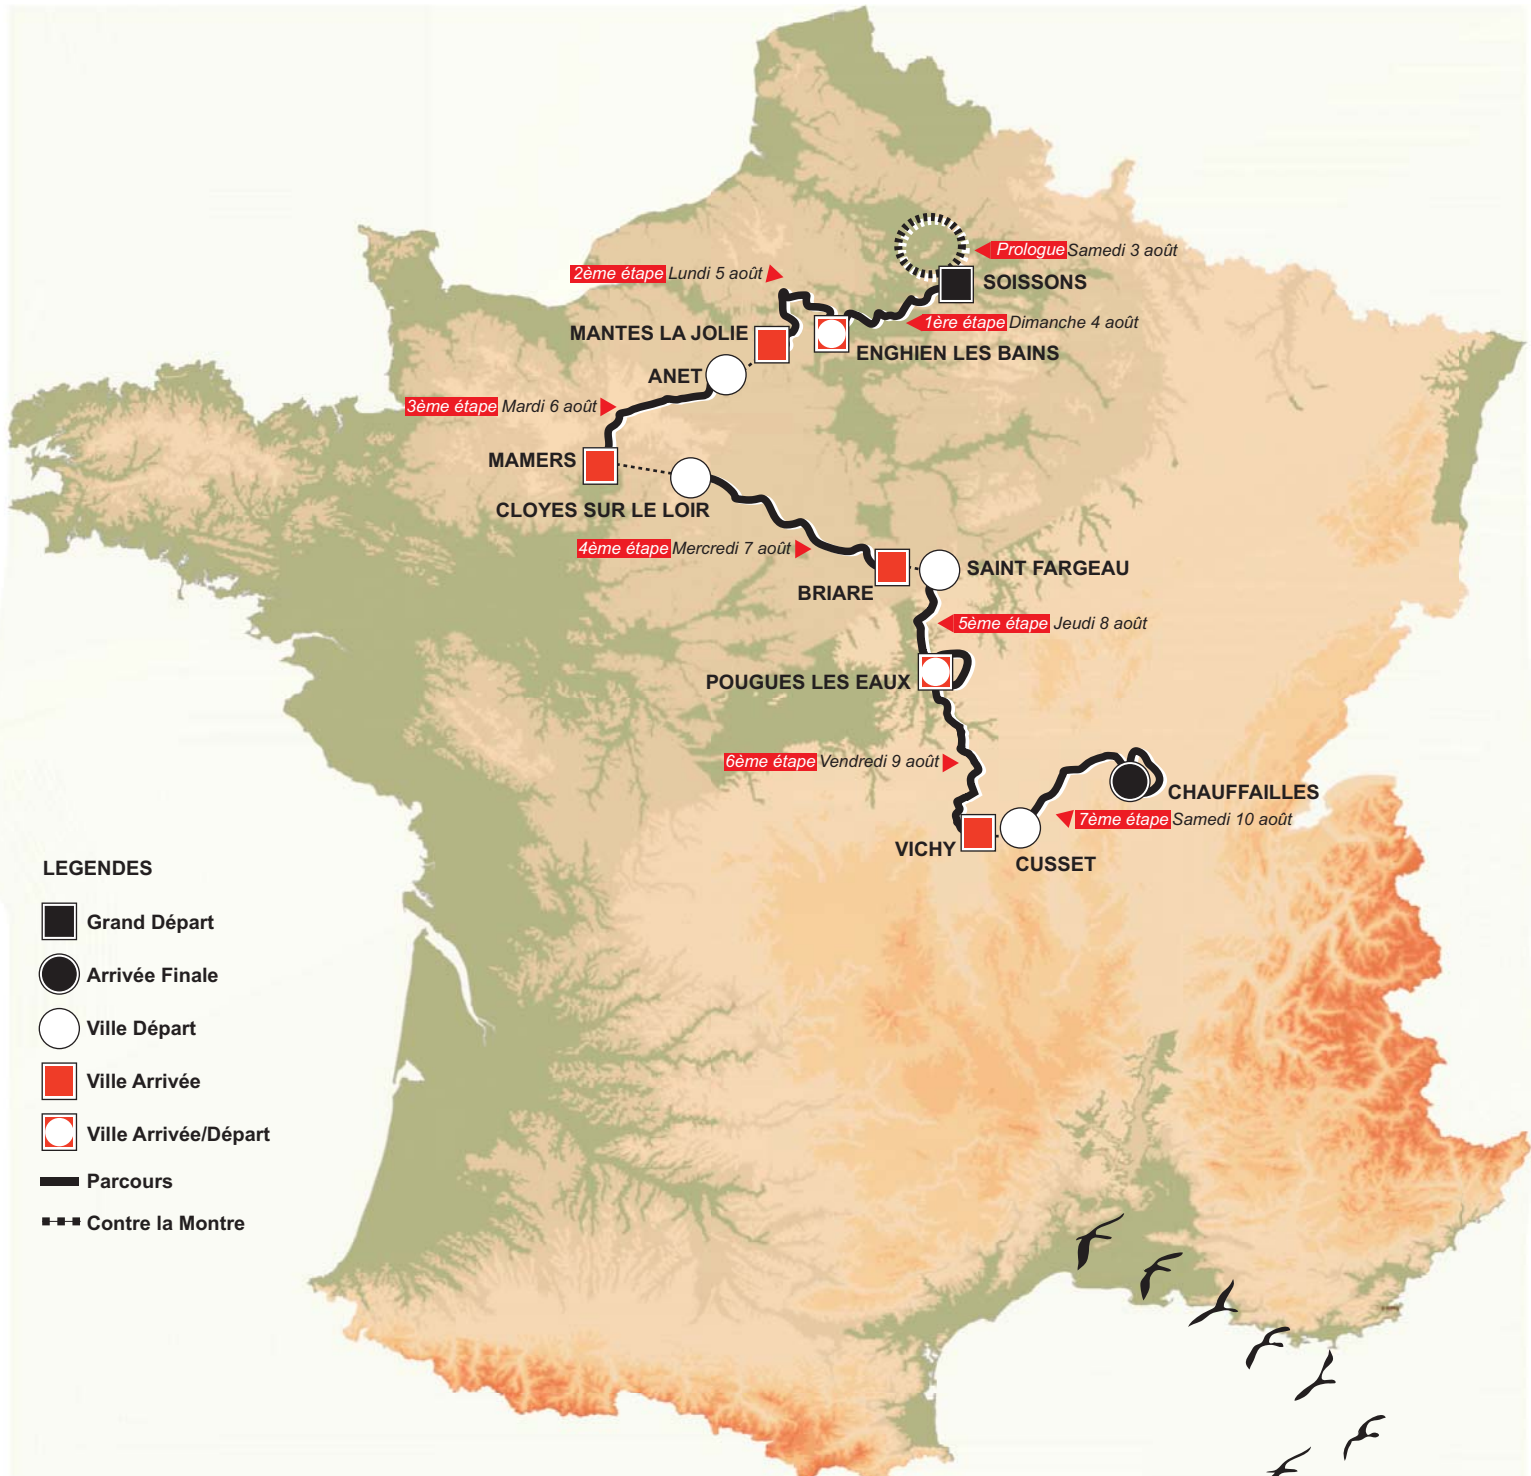 Prologue Samedi 3 août
2ème étape Lundi 5 août
SOISSONS
1ère étape Dimanche 4 août
MANTES LA JOLIE
ENGHIEN LES BAINS
ANET
3ème étape Mardi 6 août
MAMERS
CLOYES SUR LE LOIR
4ème étape Mercredi 7 août
SAINT FARGEAU
BRIARE
5ème étape Jeudi 8 août
POUGUES LES EAUX
6ème étape Vendredi 9 août
CHAUFFAILLES
7ème étape Samedi 10 août
VICHY
CUSSET
LEGENDES
Grand Départ
Arrivée Finale
Ville Départ
Ville Arrivée
Ville Arrivée/Départ
Parcours
Contre la Montre